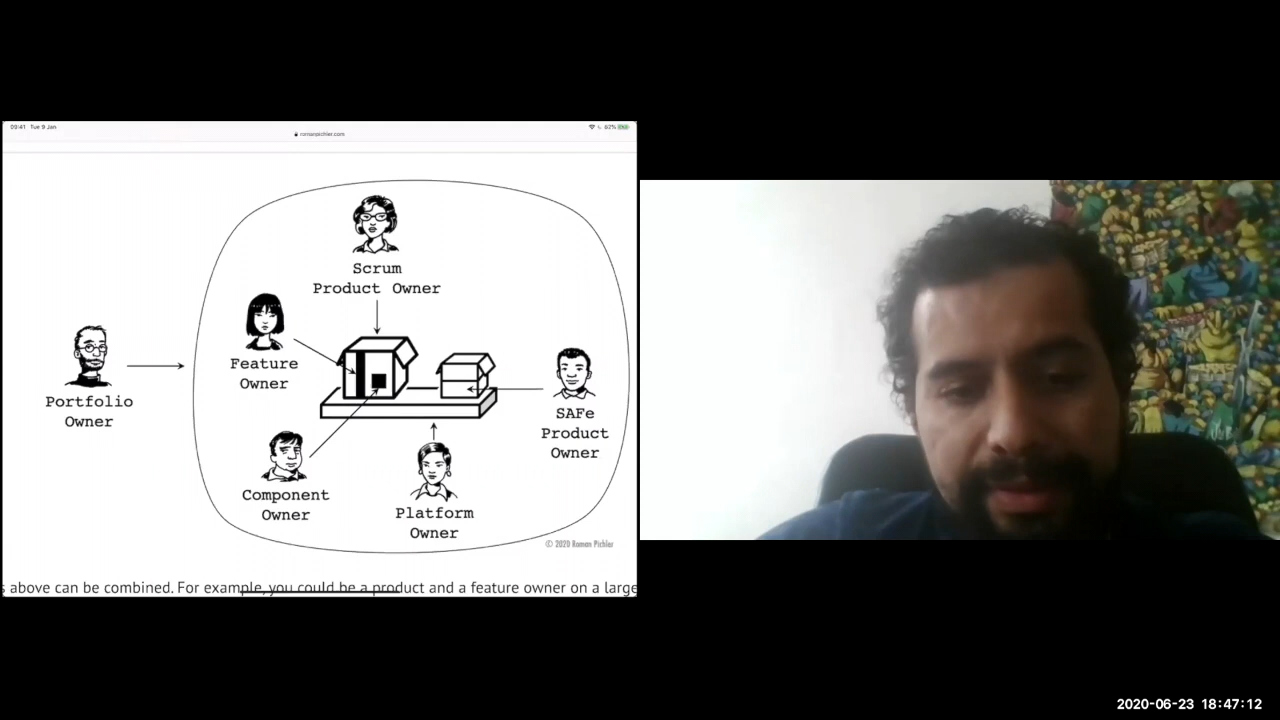 09:41 Tue 9 Jan
romanpichler.com
82%
Scrum
Product Owner
Feature
Owner
Portfolio
Owner
SAFe
Product
Owner
Component
Owner
Platform
Owner
© 2020 Roman Pichler
s above can be combined. For example, you could be a product and a feature owner on a large
2020-06-23 18:47:12